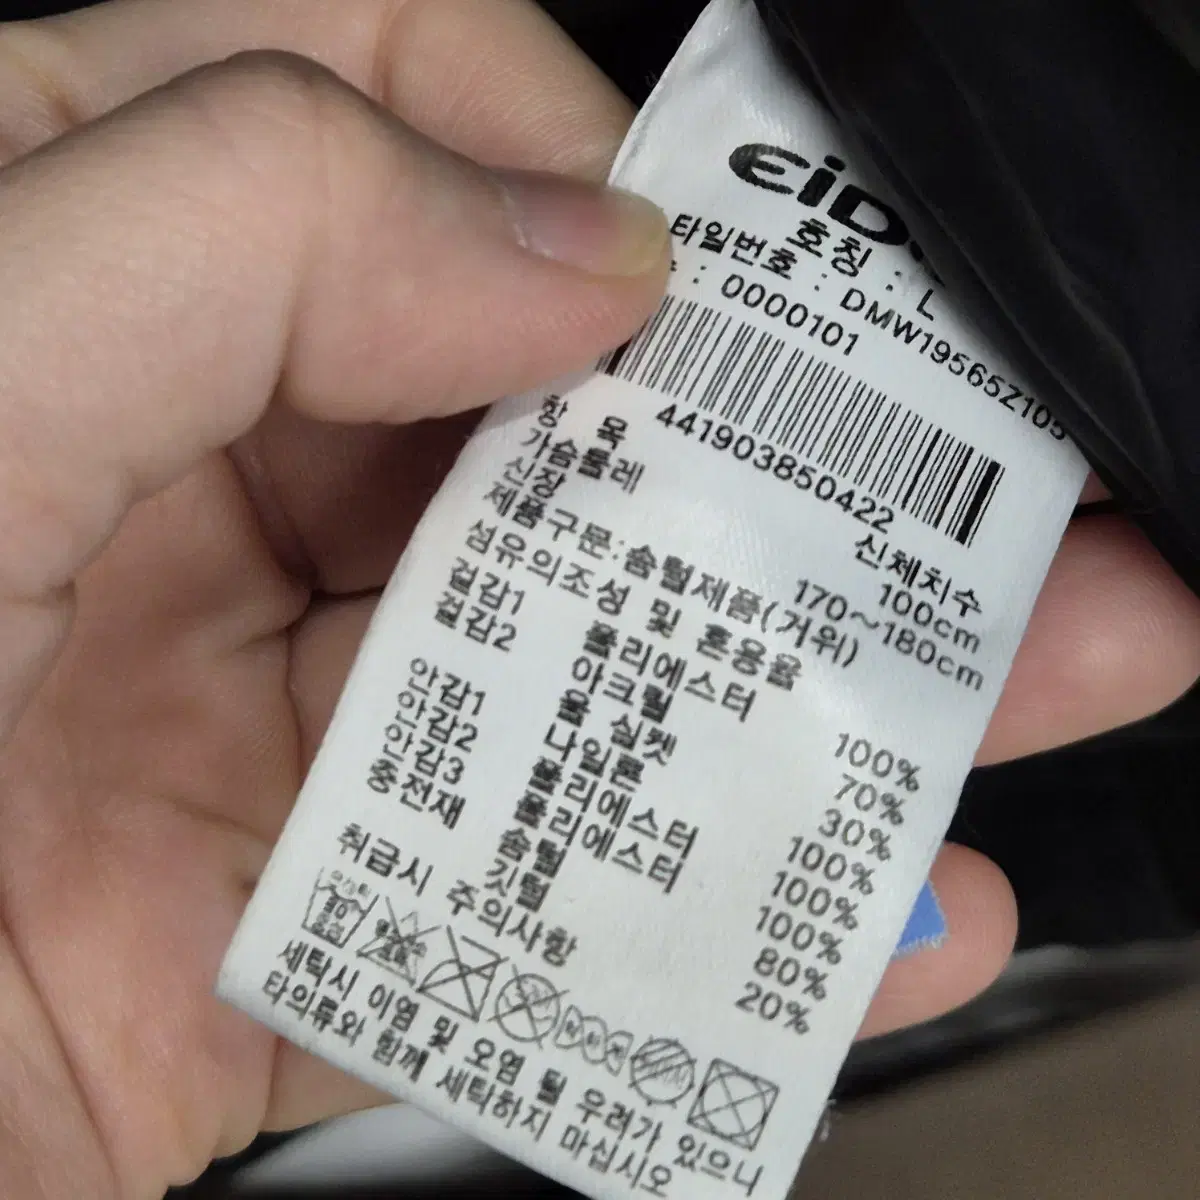 EiD
호칭 : L
타일번호 : DMW19565Z105
: 0000101
441903850422
항 목 신체치수
가슴둘레 100cm
신장 170~180cm
제품구분:솜털제품(거위)
섬유의조성 및 혼용율
겉감1 폴리에스터 100%
겉감2 아크릴 70%
울 30%
안감1 나일론 100%
안감2 폴리에스터 100%
안감3 폴리에스터 100%
충전재 솜털 80%
깃털 20%
취급시 주의사항
세탁시 이염 및 오염 될 우려가 있으니
타의류와 함께 세탁하지 마십시오